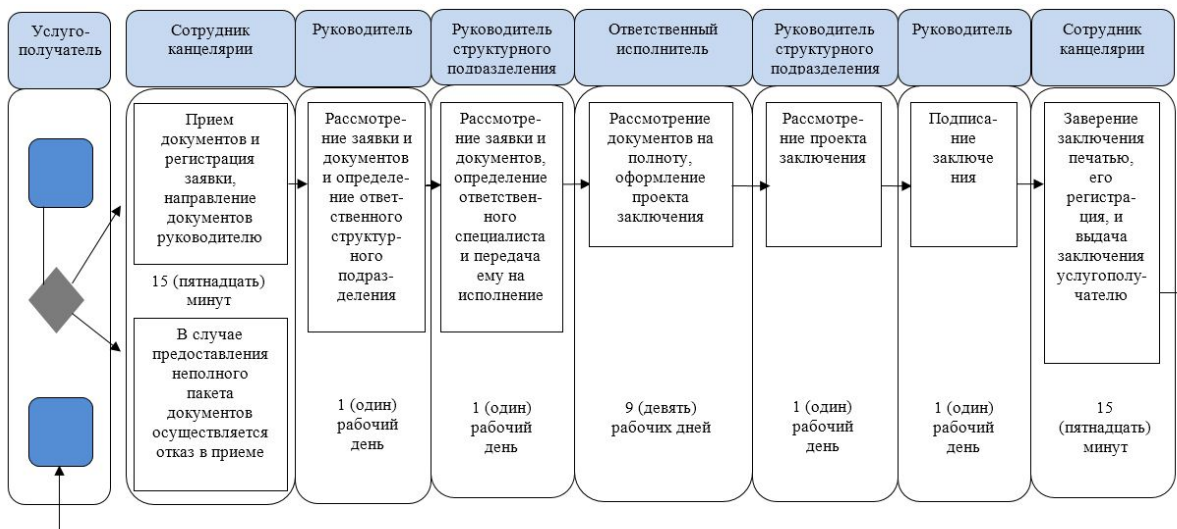 Услуго-
получатель
Сотрудник
канцелярии
Руководитель
Руководитель
структурного
подразделения
Ответственный
исполнитель
Руководитель
структурного
подразделения
Руководитель
Сотрудник
канцелярии
Прием
документов и
регистрация
заявки,
направление
документов
руководителю
15 (пятнадцать)
минут
В случае
предоставления
неполного
пакета
документов
осуществляется
отказ в приеме
Рассмотрение
заявки и
документов
и определе-
ние ответ-
ственного
структур-
ного
подраз-
деления
1 (один)
рабочий
день
Рассмотрение
заявки и
документов,
определение
ответствен-
ного
специалиста
и передача
ему на
исполнение
1 (один)
рабочий
день
Рассмотрение
документов на
полноту,
оформление
проекта
заключения
9 (девять)
рабочих дней
Рассмотре-
ние проекта
заключения
1 (один)
рабочий
день
Подписа-
ние
заключе
ния
1 (один)
рабочий
день
Заверение
заключения
печатью,
его
регистра-
ция, и
выдача
заключения
услугополу-
чателю
15
(пятнадцать)
минут